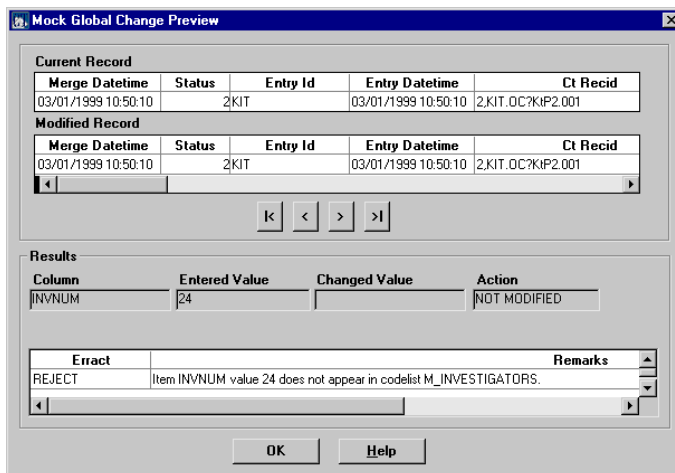 Mock Global Change Preview
Current Record
Merge Datetime Status Entry Id Entry Datetime Ct Recid
03/01/1999 10:50:10 2 KIT 03/01/1999 10:50:10 2,KIT.OC?KtP2.001
Modified Record
Merge Datetime Status Entry Id Entry Datetime Ct Recid
03/01/1999 10:50:10 2 KIT 03/01/1999 10:50:10 2,KIT.OC?KtP2.001
Results
Column Entered Value Changed Value Action
INVNUM 24 NOT MODIFIED
Erract Remarks
REJECT Item INVNUM value 24 does not appear in codelist M_INVESTIGATORS.
OK Help